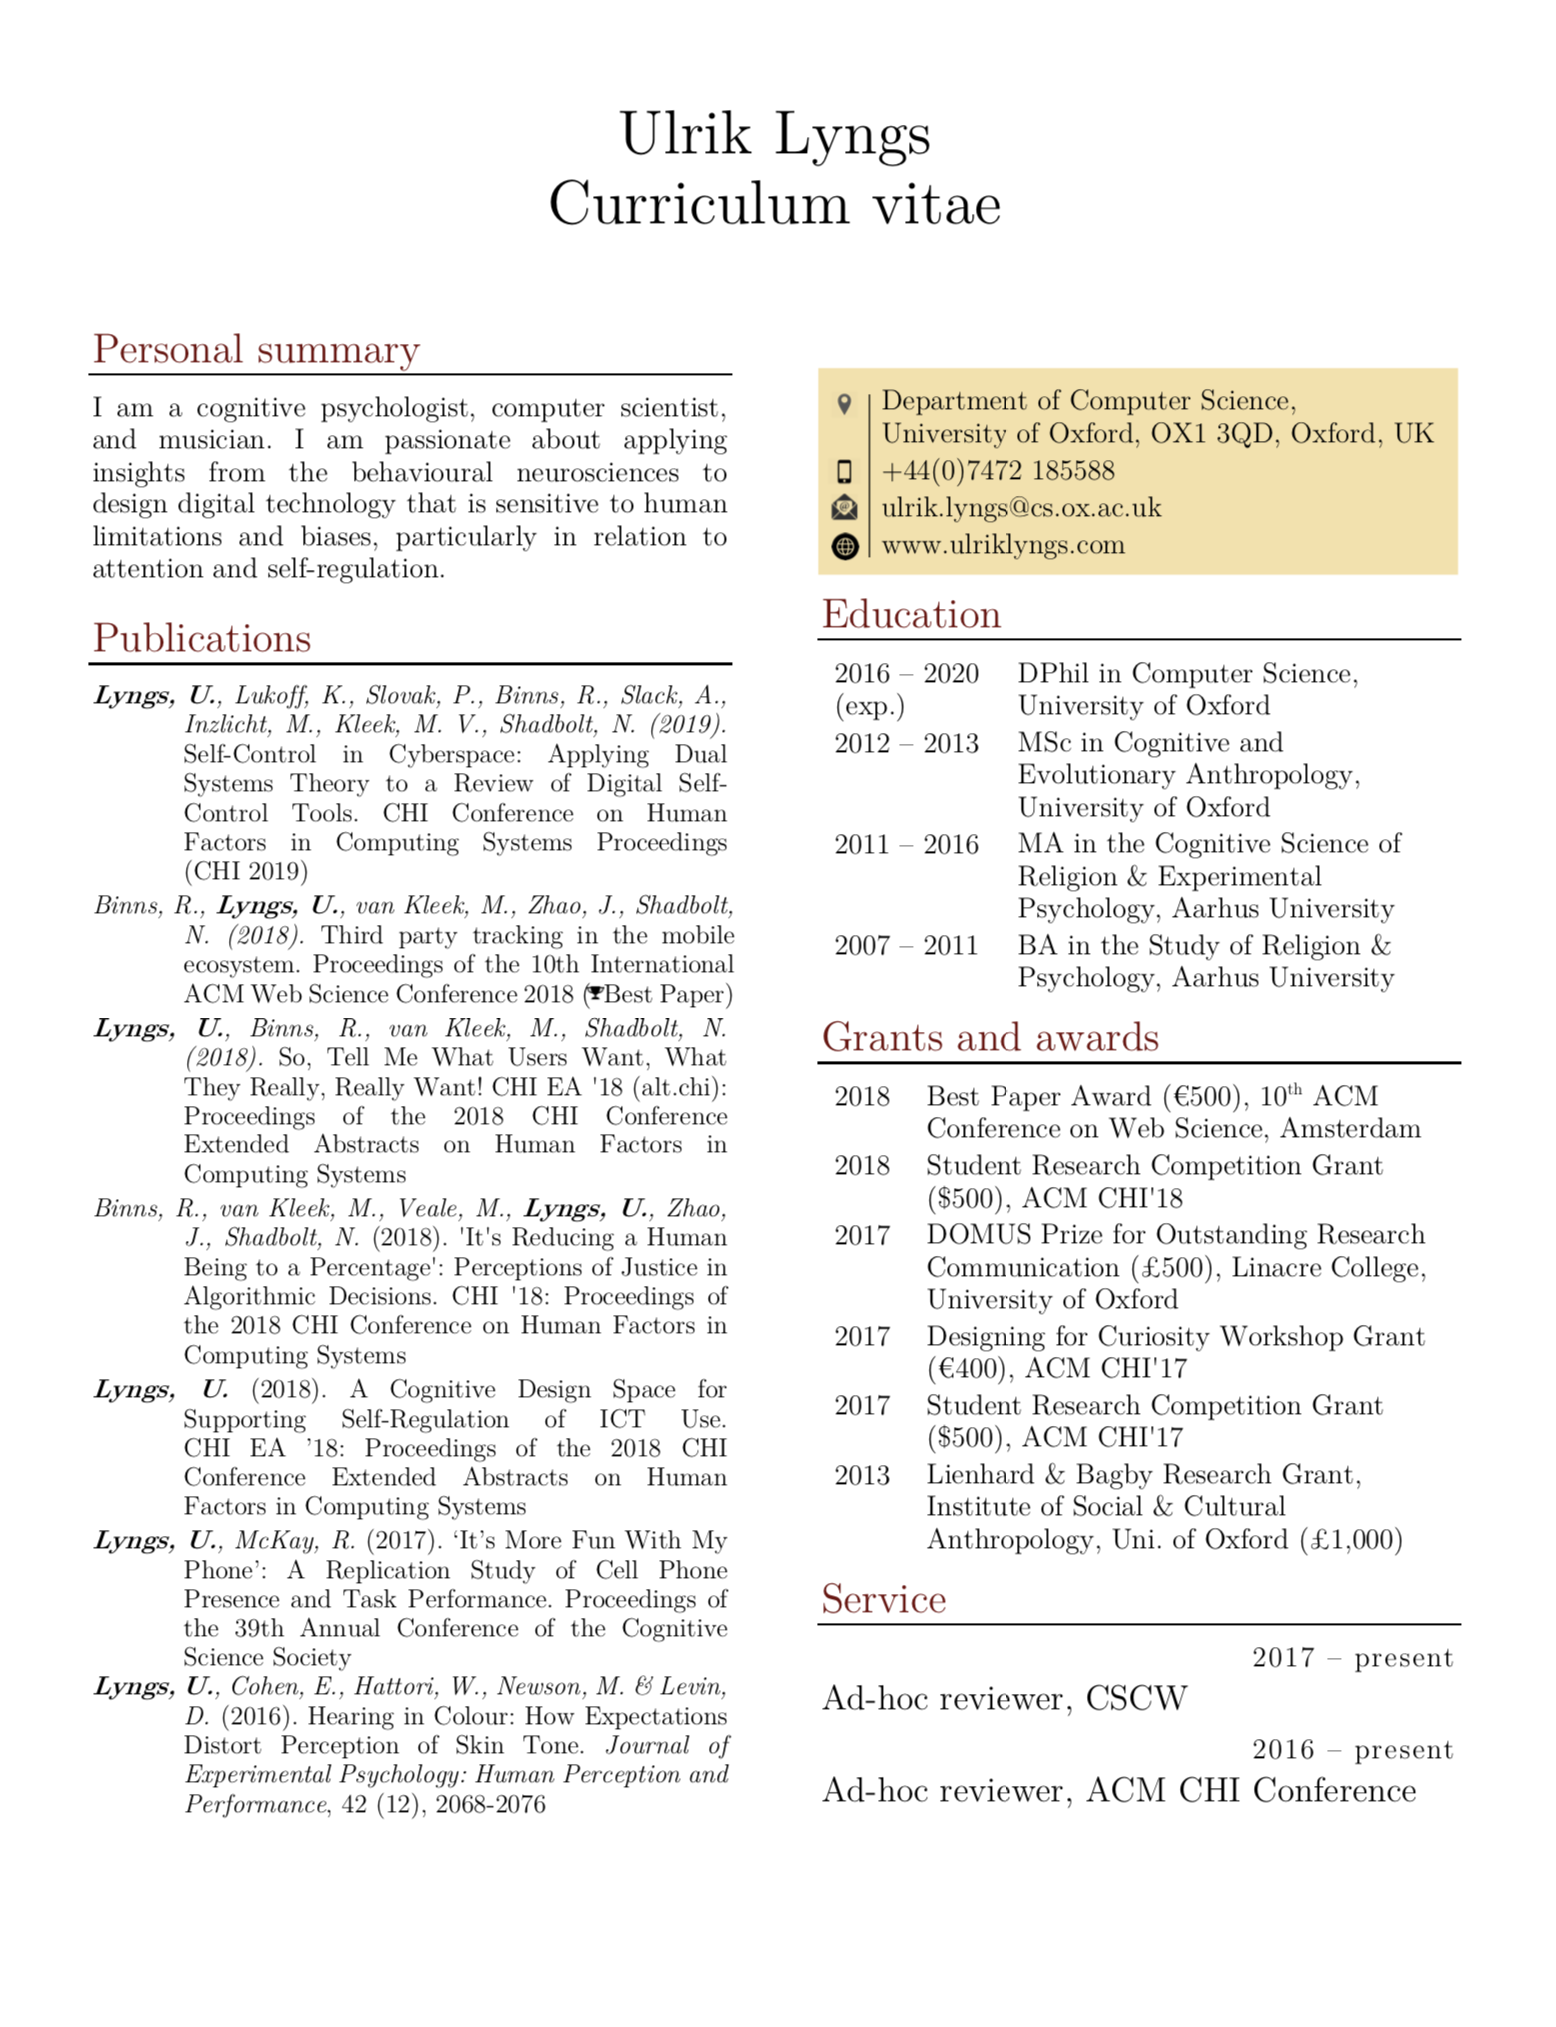 Ulrik Lyngs
Curriculum vitae
Personal summary
I am a cognitive psychologist, computer scientist,
and musician. I am passionate about applying
insights from the behavioural neurosciences to
design digital technology that is sensitive to human
limitations and biases, particularly in relation to
attention and self-regulation.
Publications
Lyngs, U., Lukoff, K., Slovak, P., Binns, R., Slack, A.,
Inzlicht, M., Kleek, M. V., Shadbolt, N. (2019).
Self-Control in Cyberspace: Applying Dual
Systems Theory to a Review of Digital Self-
Control Tools. CHI Conference on Human
Factors in Computing Systems Proceedings
(CHI 2019)
Binns, R., Lyngs, U., van Kleek, M., Zhao, J., Shadbolt,
N. (2018). Third party tracking in the mobile
ecosystem. Proceedings of the 10th International
ACM Web Science Conference 2018 (Best Paper)
Lyngs, U., Binns, R., van Kleek, M., Shadbolt, N.
(2018). So, Tell Me What Users Want, What
They Really, Really Want! CHI EA '18 (alt.chi):
Proceedings of the 2018 CHI Conference
Extended Abstracts on Human Factors in
Computing Systems
Binns, R., van Kleek, M., Veale, M., Lyngs, U., Zhao,
J., Shadbolt, N. (2018). 'It's Reducing a Human
Being to a Percentage': Perceptions of Justice in
Algorithmic Decisions. CHI '18: Proceedings of
the 2018 CHI Conference on Human Factors in
Computing Systems
Lyngs, U. (2018). A Cognitive Design Space for
Supporting Self-Regulation of ICT Use.
CHI EA ’18: Proceedings of the 2018 CHI
Conference Extended Abstracts on Human
Factors in Computing Systems
Lyngs, U., McKay, R. (2017). ‘It’s More Fun With My
Phone’: A Replication Study of Cell Phone
Presence and Task Performance. Proceedings of
the 39th Annual Conference of the Cognitive
Science Society
Lyngs, U., Cohen, E., Hattori, W., Newson, M. & Levin,
D. (2016). Hearing in Colour: How Expectations
Distort Perception of Skin Tone. Journal of
Experimental Psychology: Human Perception and
Performance, 42 (12), 2068-2076
Department of Computer Science,
University of Oxford, OX1 3QD, Oxford, UK
+44(0)7472 185588
ulrik.lyngs@cs.ox.ac.uk
www.ulriklyngs.com
Education
2016 – 2020 DPhil in Computer Science,
(exp.) University of Oxford
2012 – 2013 MSc in Cognitive and
Evolutionary Anthropology,
University of Oxford
2011 – 2016 MA in the Cognitive Science of
Religion & Experimental
Psychology, Aarhus University
2007 – 2011 BA in the Study of Religion &
Psychology, Aarhus University
Grants and awards
2018 Best Paper Award (€500), 10th ACM
Conference on Web Science, Amsterdam
2018 Student Research Competition Grant
($500), ACM CHI'18
2017 DOMUS Prize for Outstanding Research
Communication (£500), Linacre College,
University of Oxford
2017 Designing for Curiosity Workshop Grant
(€400), ACM CHI'17
2017 Student Research Competition Grant
($500), ACM CHI'17
2013 Lienhard & Bagby Research Grant,
Institute of Social & Cultural
Anthropology, Uni. of Oxford (£1,000)
Service
2017 – present
Ad-hoc reviewer, CSCW
2016 – present
Ad-hoc reviewer, ACM CHI Conference